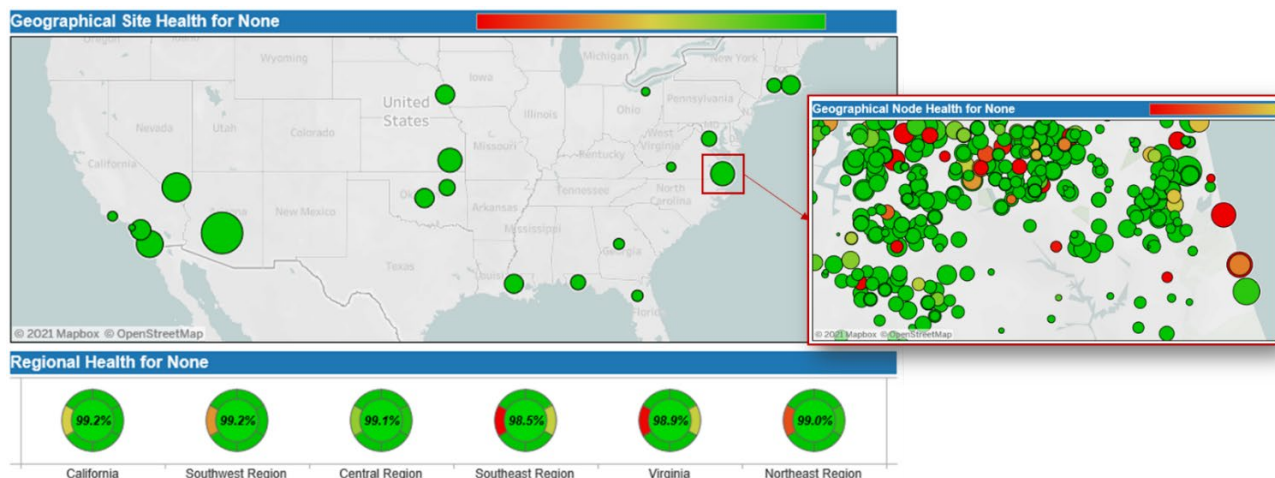 Geographical Site Health for None
Oregon
Wyoming
Michigan
New York
Iowa
Nevada
Utah
United
States
Illinois
Ohio
Pennsylvania
Colorado
Missouri
West
Virginia
California
Kentucky
Tennessee
North
Carolina
New Mexico
Arkansas
Mississippi
Georgia
Texas
© 2021 Mapbox © OpenStreetMap
Geographical Node Health for None
© 2021 Mapbox © OpenStreetMap
Regional Health for None
99.2%
99.2%
99.1%
98.5%
98.9%
99.0%
California
Southwest Region
Central Region
Southeast Region
Virginia
Northeast Region